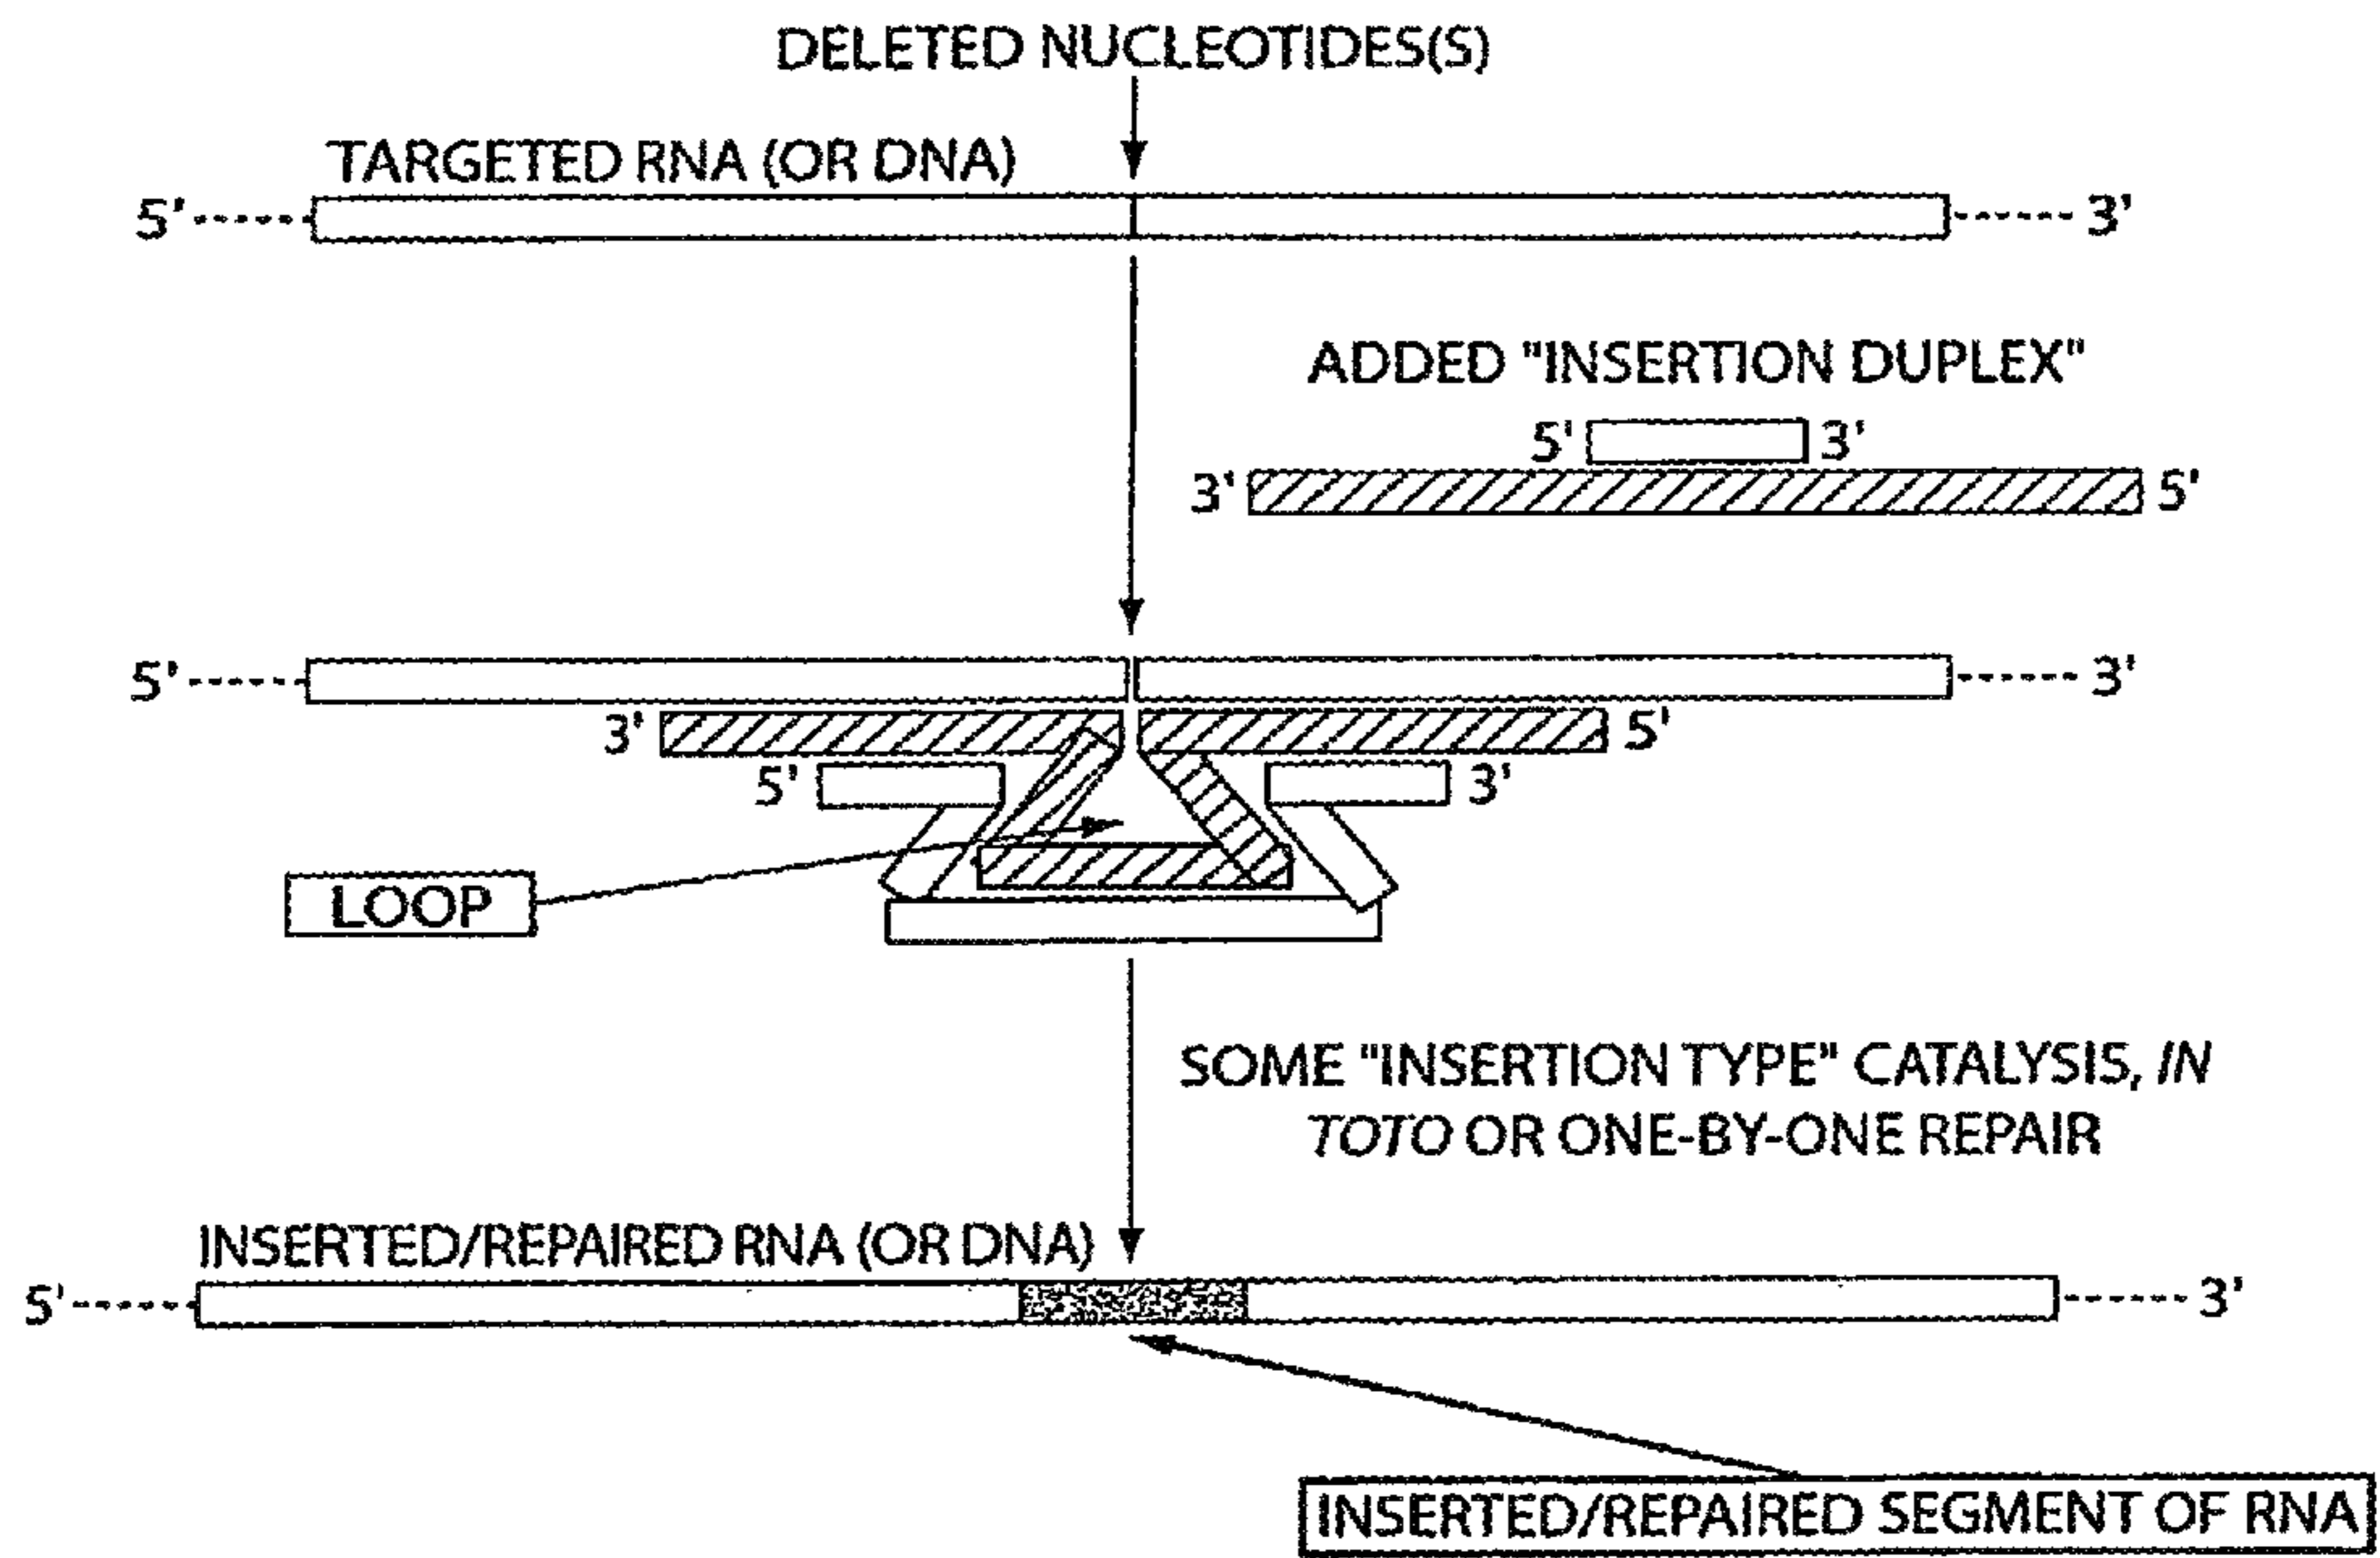 DELETED NUCLEOTIDES(S)
TARGETED RNA (OR DNA)
5' 3'
ADDED "INSERTION DUPLEX"
5' 3'
3' 5'
5' 3'
3' 5'
5' 3'
LOOP
SOME "INSERTION TYPE" CATALYSIS, IN
TOTO OR ONE-BY-ONE REPAIR
INSERTED/REPAIRED RNA (OR DNA)
5' 3'
INSERTED/REPAIRED SEGMENT OF RNA